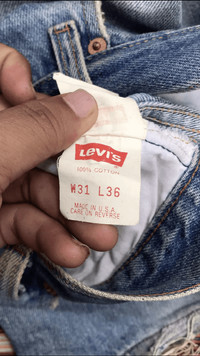 Levi's
100% COTTON
W31 L36
MADE IN U.S.A.
CARE ON REVERSE